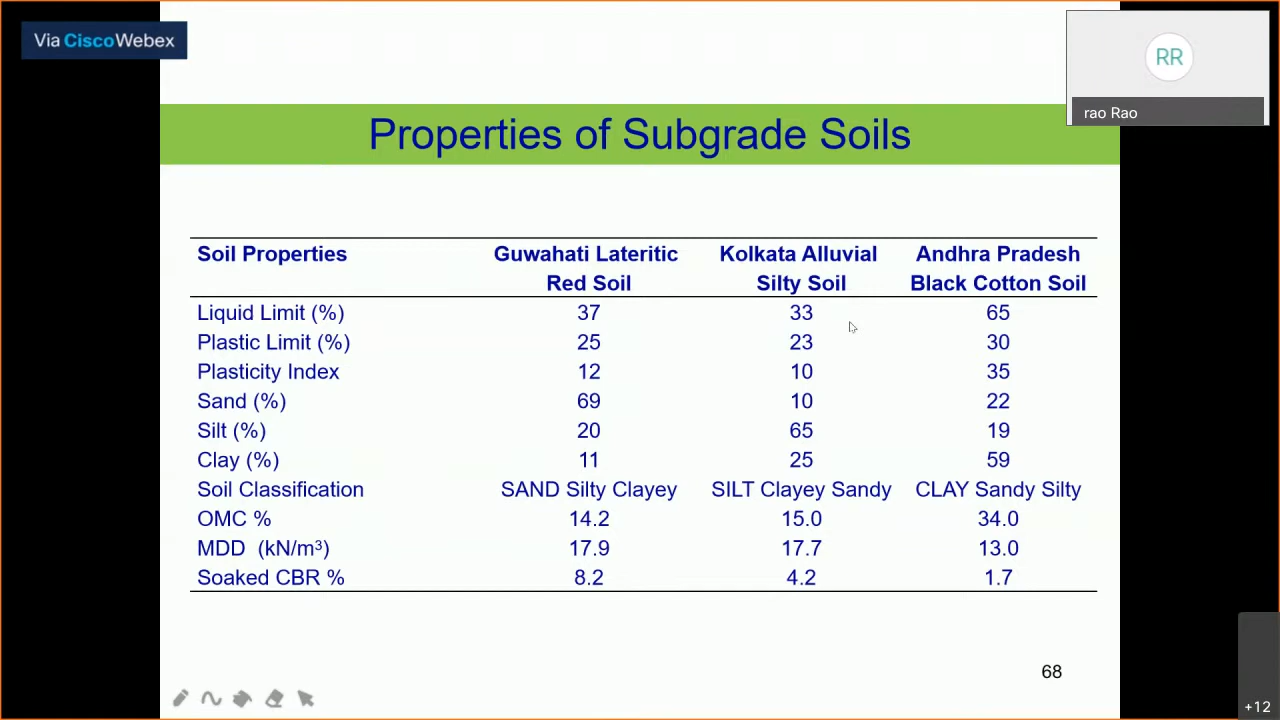 Via CiscoWebex
RR
rao Rao
Properties of Subgrade Soils
Soil Properties Guwahati Lateritic Red Soil Kolkata Alluvial Silty Soil Andhra Pradesh Black Cotton Soil
Liquid Limit (%) 37 33 65
Plastic Limit (%) 25 23 30
Plasticity Index 12 10 35
Sand (%) 69 10 22
Silt (%) 20 65 19
Clay (%) 11 25 59
Soil Classification SAND Silty Clayey SILT Clayey Sandy CLAY Sandy Silty
OMC % 14.2 15.0 34.0
MDD (kN/m³) 17.9 17.7 13.0
Soaked CBR % 8.2 4.2 1.7
68
+12